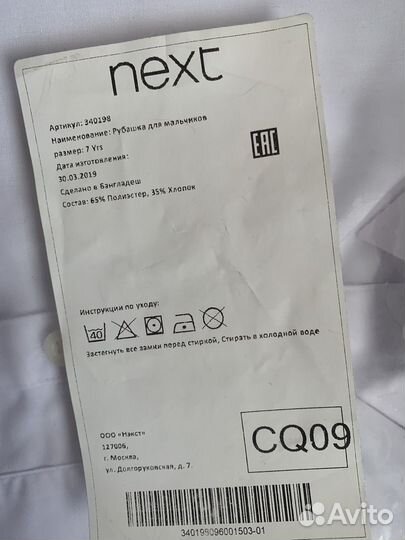 next
Артикул: 340198
Наименование: Рубашка для мальчиков
размер: 7 Yrs
Дата изготовления:
30.03.2019
Сделано в Бангладеш
Состав: 65% Полиэстер, 35% Хлопок
EAC
Инструкции по уходу:
40
Застегнуть все замки перед стиркой, Стирать в холодной воде
ООО «Нэкст»
127006,
г. Москва,
ул. Долгоруковская, д. 7.
CQ09
340198096001503-01
Avito